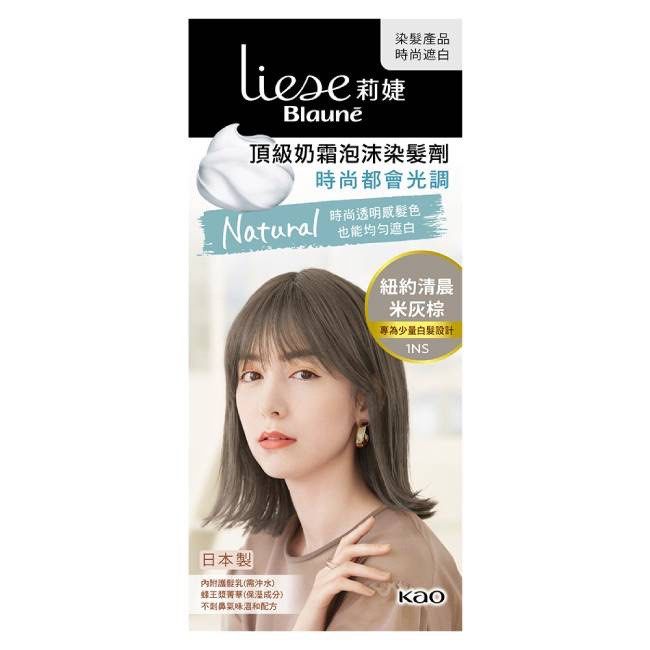 染髮產品
時尚遮白
Liese 莉婕
Blauné
頂級奶霜泡沫染髮劑
時尚都會光調
Natural
時尚透明感髮色
也能均勻遮白
紐約清晨
米灰棕
專為少量白髮設計
1NS
日本製
內附護髮乳(需沖水)
蜂王漿菁華(保溼成分)
不刺鼻氣味溫和配方
Kao